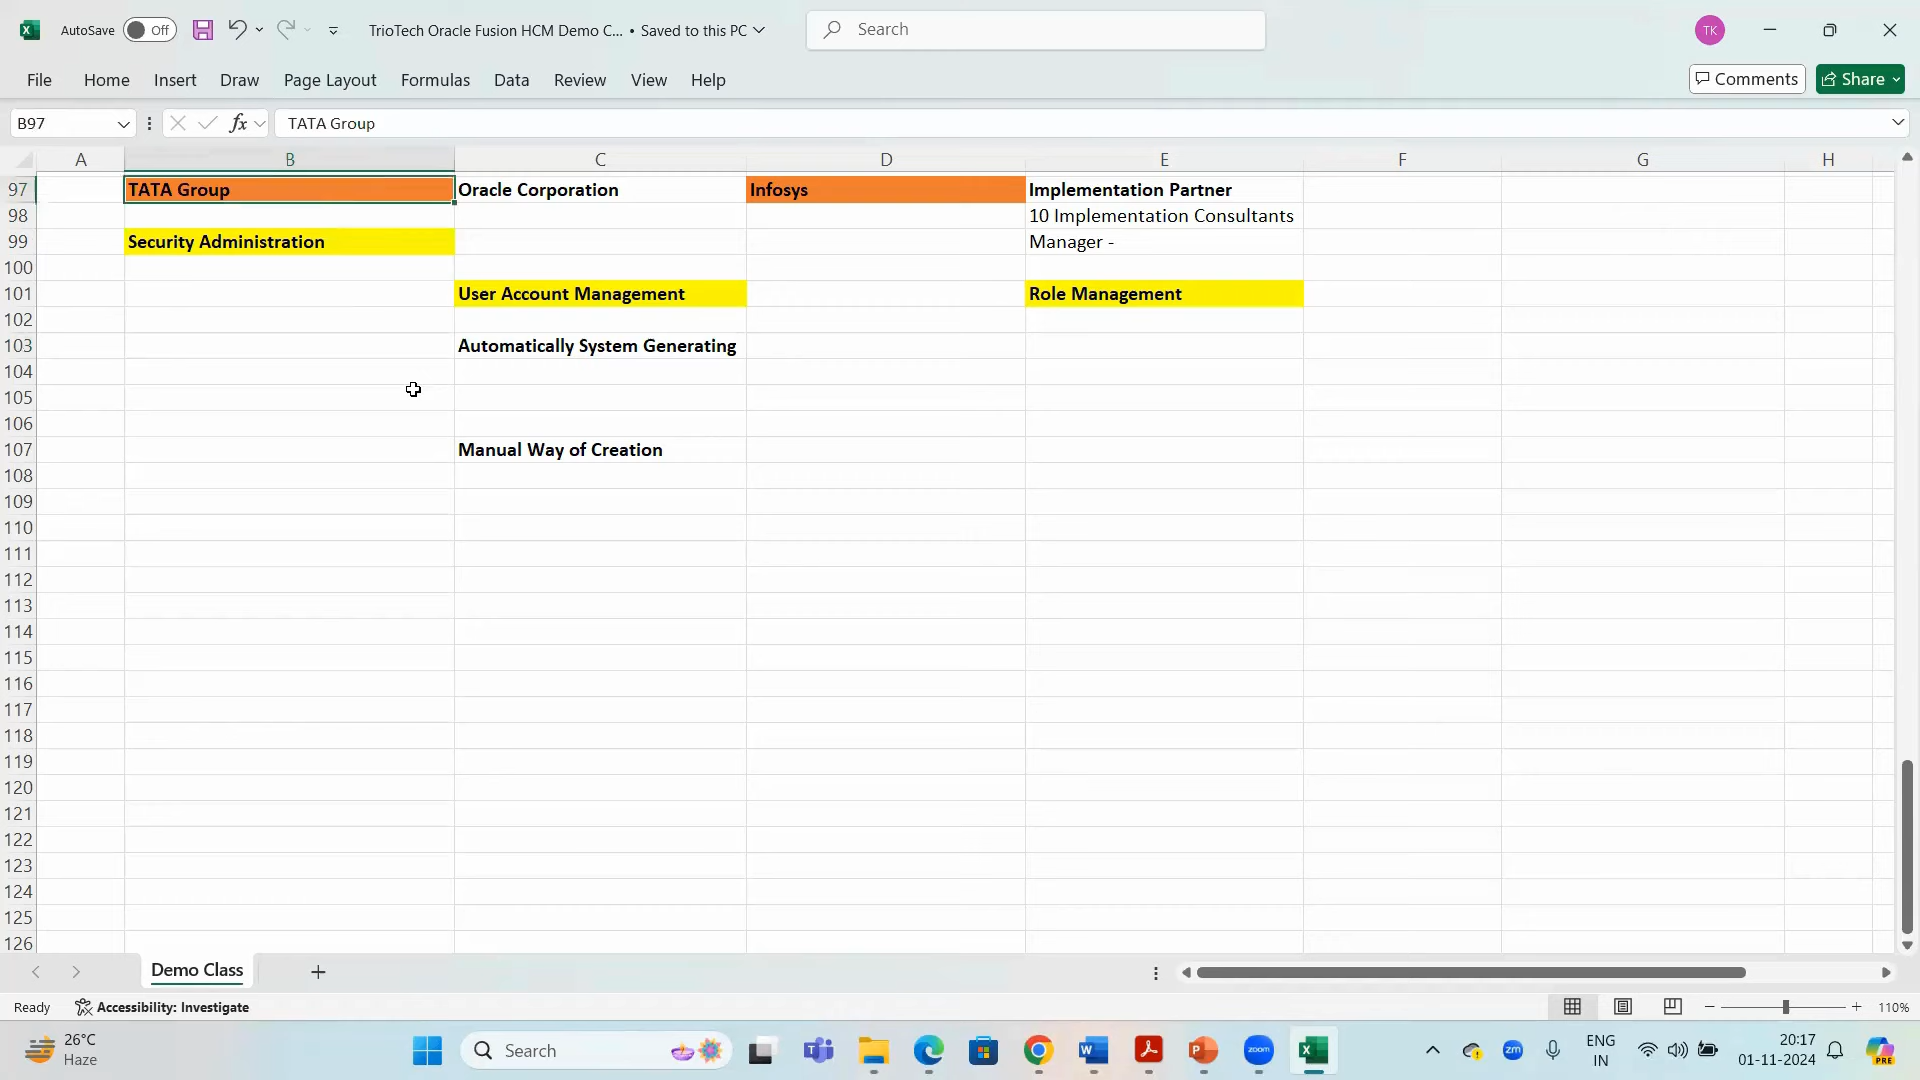 AutoSave Off TrioTech Oracle Fusion HCM Demo C... • Saved to this PC Search TK
File Home Insert Draw Page Layout Formulas Data Review View Help Comments Share
B97 fx TATA Group
A B C D E F G H
97 TATA Group Oracle Corporation Infosys Implementation Partner
98 10 Implementation Consultants
99 Security Administration Manager -
100
101 User Account Management Role Management
102
103 Automatically System Generating
104
105
106
107 Manual Way of Creation
108
109
110
111
112
113
114
115
116
117
118
119
120
121
122
123
124
125
126
Demo Class
Ready Accessibility: Investigate 110%
26°C
Haze
Search
zoom
zm
ENG
IN
20:17
01-11-2024
PRE